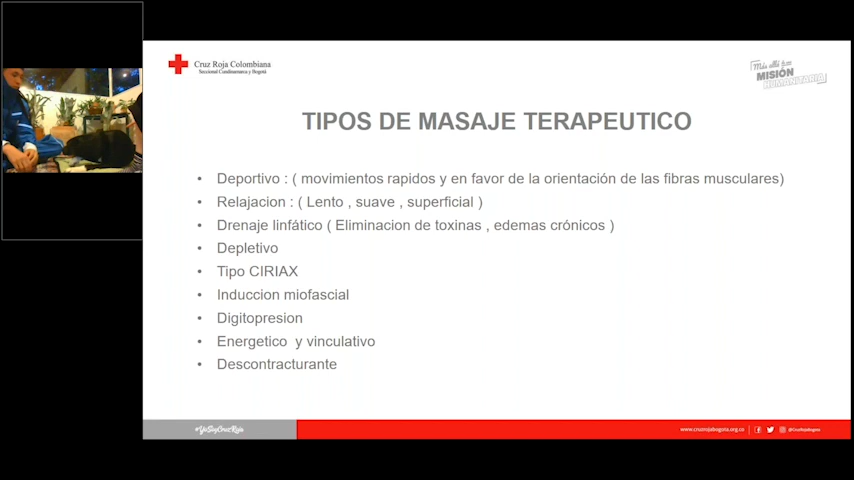 Cruz Roja Colombiana
Seccional Cundinamarca y Bogotá
Más allá de una
MISIÓN
HUMANITARIA
TIPOS DE MASAJE TERAPEUTICO
• Deportivo : ( movimientos rapidos y en favor de la orientación de las fibras musculares)
• Relajacion : ( Lento , suave , superficial )
• Drenaje linfático ( Eliminacion de toxinas , edemas crónicos )
• Depletivo
• Tipo CIRIAX
• Induccion miofascial
• Digitopresion
• Energetico y vinculativo
• Descontracturante
#YoSoyCruzRoja
www.cruzrojabogota.org.co
@CruzRojabogota